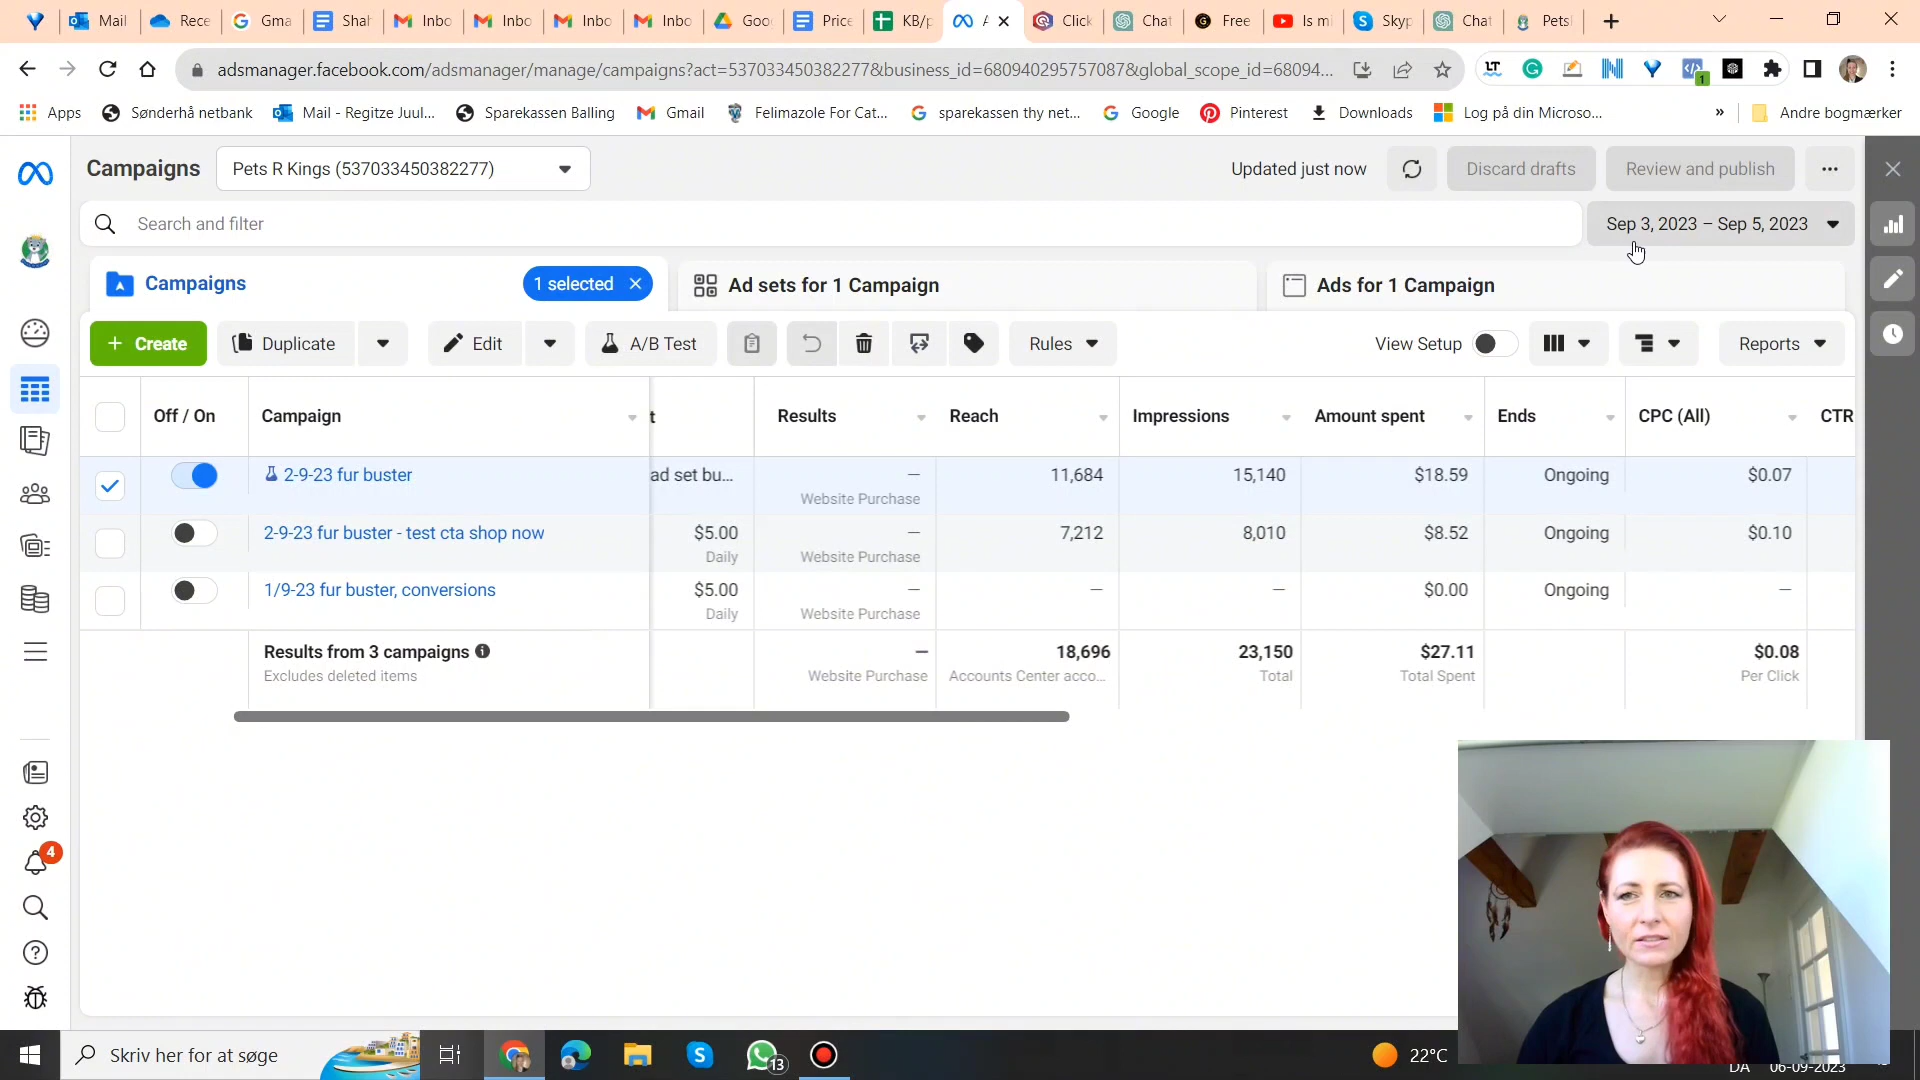 Mail
Rece
Gma
Shal
Inbo
Inbo
Inbo
Inbo
Goo
Price
KB/p
Click
Chat
Free
Is mi
Skyp
Chat
Pets
adsmanager.facebook.com/adsmanager/manage/campaigns?act=537033450382277&business_id=680940295757087&global_scope_id=68094...
Apps
Sønderhå netbank
Mail - Regitze Juul...
Sparekassen Balling
Gmail
Felimazole For Cat...
sparekassen thy net...
Google
Pinterest
Downloads
Log på din Microso...
»
Andre bogmærker
Campaigns
Pets R Kings (537033450382277)
Updated just now
Discard drafts
Review and publish
Search and filter
Sep 3, 2023 – Sep 5, 2023
Campaigns
1 selected
Ad sets for 1 Campaign
Ads for 1 Campaign
+ Create
Duplicate
Edit
A/B Test
Rules
View Setup
Reports
Off / On
Campaign
t
Results
Reach
Impressions
Amount spent
Ends
CPC (All)
CTR
2-9-23 fur buster
ad set bu...
—
11,684
15,140
$18.59
Ongoing
$0.07
Website Purchase
2-9-23 fur buster - test cta shop now
$5.00
—
7,212
8,010
$8.52
Ongoing
$0.10
Daily
Website Purchase
1/9-23 fur buster, conversions
$5.00
—
—
—
$0.00
Ongoing
—
Daily
Website Purchase
Results from 3 campaigns
—
18,696
23,150
$27.11
$0.08
Excludes deleted items
Website Purchase
Accounts Center acco...
Total
Total Spent
Per Click
4
Skriv her for at søge
13
22°C
DA
06-09-2023